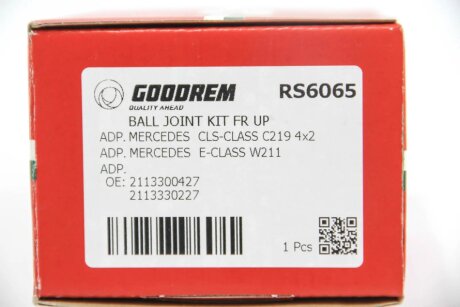 GOODREM RS6065
QUALITY AHEAD
BALL JOINT KIT FR UP
ADP. MERCEDES CLS-CLASS C219 4x2
ADP. MERCEDES E-CLASS W211
ADP.
OE: 2113300427
2113330227
1 Pcs